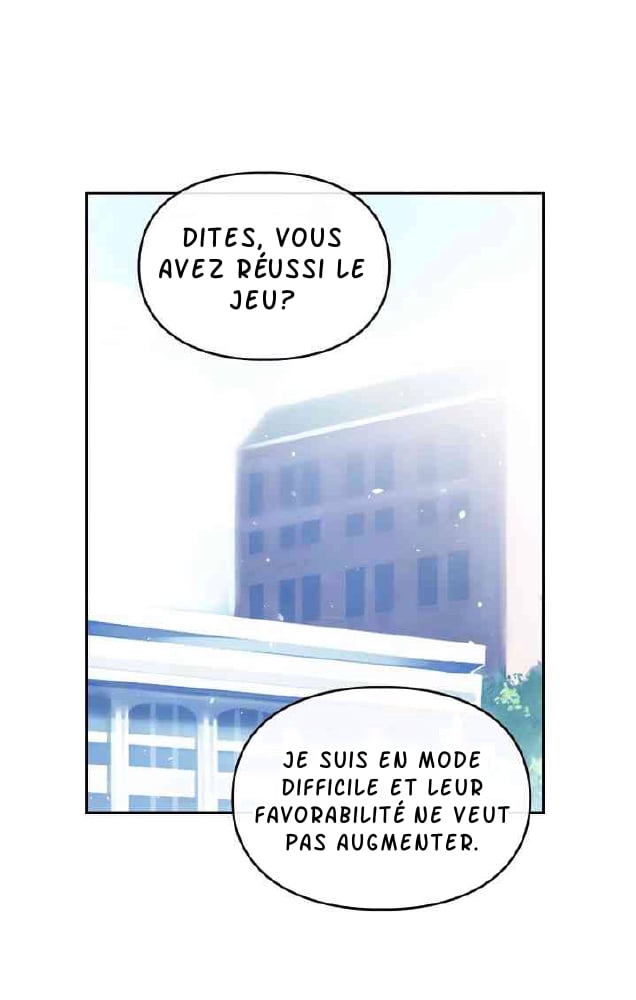 DITES, VOUS
AVEZ RÉUSSI LE
JEU?
JE SUIS EN MODE
DIFFICILE ET LEUR
FAVORABILITÉ NE VEUT
PAS AUGMENTER.